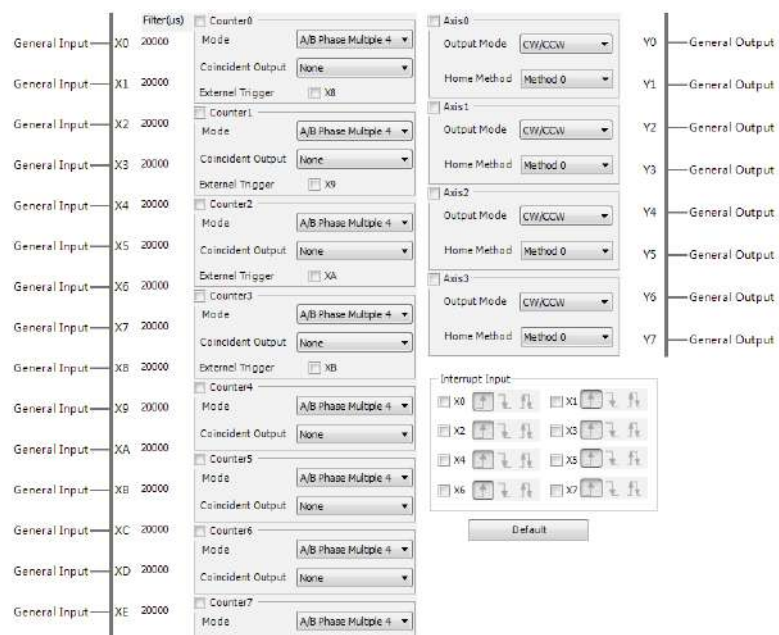 Filter(us)
General Input X0 20000
General Input X1 20000
General Input X2 20000
General Input X3 20000
General Input X4 20000
General Input X5 20000
General Input X6 20000
General Input X7 20000
General Input X8 20000
General Input X9 20000
General Input XA 20000
General Input XB 20000
General Input XC 20000
General Input XD 20000
General Input XE 20000
Counter0
Mode A/B Phase Multiple 4
Coincident Output None
External Trigger X8
Counter1
Mode A/B Phase Multiple 4
Coincident Output None
External Trigger X9
Counter2
Mode A/B Phase Multiple 4
Coincident Output None
External Trigger XA
Counter3
Mode A/B Phase Multiple 4
Coincident Output None
External Trigger XB
Counter4
Mode A/B Phase Multiple 4
Coincident Output None
Counter5
Mode A/B Phase Multiple 4
Coincident Output None
Counter6
Mode A/B Phase Multiple 4
Coincident Output None
Counter7
Mode A/B Phase Multiple 4
Axis0
Output Mode CW/CCW
Home Method Method 0
Axis1
Output Mode CW/CCW
Home Method Method 0
Axis2
Output Mode CW/CCW
Home Method Method 0
Axis3
Output Mode CW/CCW
Home Method Method 0
Y0 General Output
Y1 General Output
Y2 General Output
Y3 General Output
Y4 General Output
Y5 General Output
Y6 General Output
Y7 General Output
Interrupt Input
X0 X1
X2 X3
X4 X5
X6 X7
Default